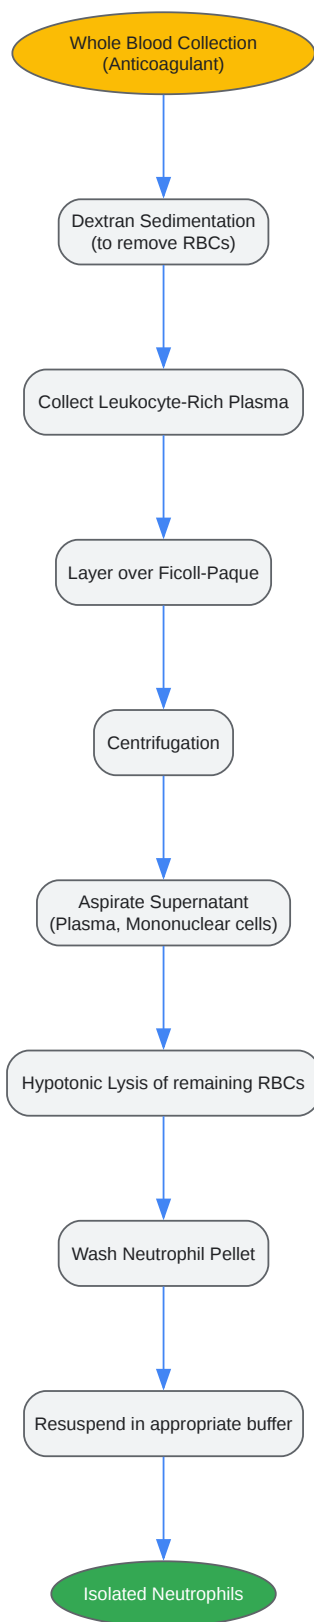 Whole Blood Collection
(Anticoagulant)
Dextran Sedimentation
(to remove RBCs)
Collect Leukocyte-Rich Plasma
Layer over Ficoll-Paque
Centrifugation
Aspirate Supernatant
(Plasma, Mononuclear cells)
Hypotonic Lysis of remaining RBCs
Wash Neutrophil Pellet
Resuspend in appropriate buffer
Isolated Neutrophils